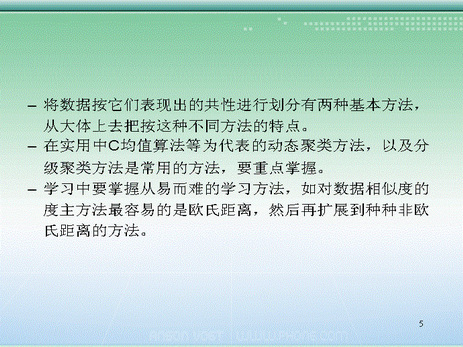 – 将数据按它们表现出的共性进行划分有两种基本方法，
从大体上去把按这种不同方法的特点。
– 在实用中C均值算法等为代表的动态聚类方法，以及分
级聚类方法是常用的方法，要重点掌握。
– 学习中要掌握从易而难的学习方法，如对数据相似度的
度主方法最容易的是欧氏距离，然后再扩展到种种非欧
氏距离的方法。
5